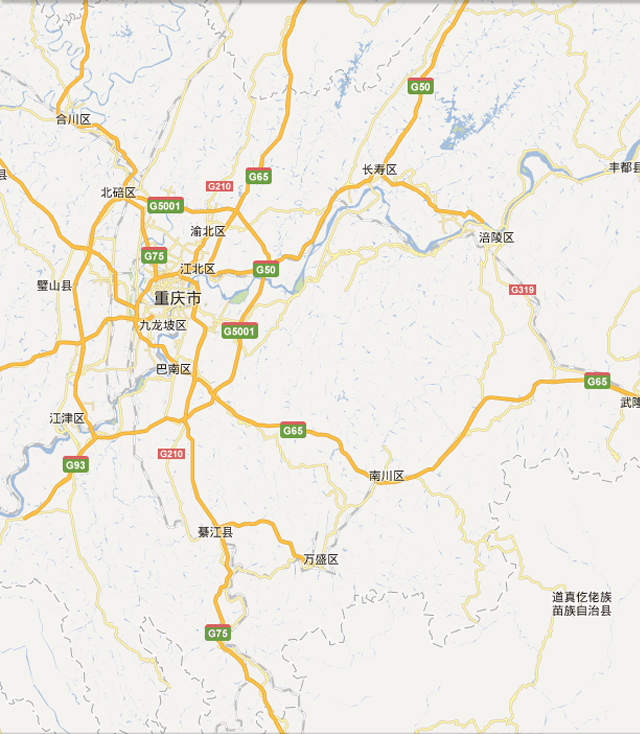 G50
合川区
丰都县
长寿区
县
G65
G210
北碚区
G5001
渝北区
涪陵区
G75
江北区
G50
璧山县
重庆市
G319
九龙坡区
G5001
巴南区
G65
武隆
江津区
G65
G210
G93
南川区
綦江县
万盛区
道真仡佬族
苗族自治县
G75